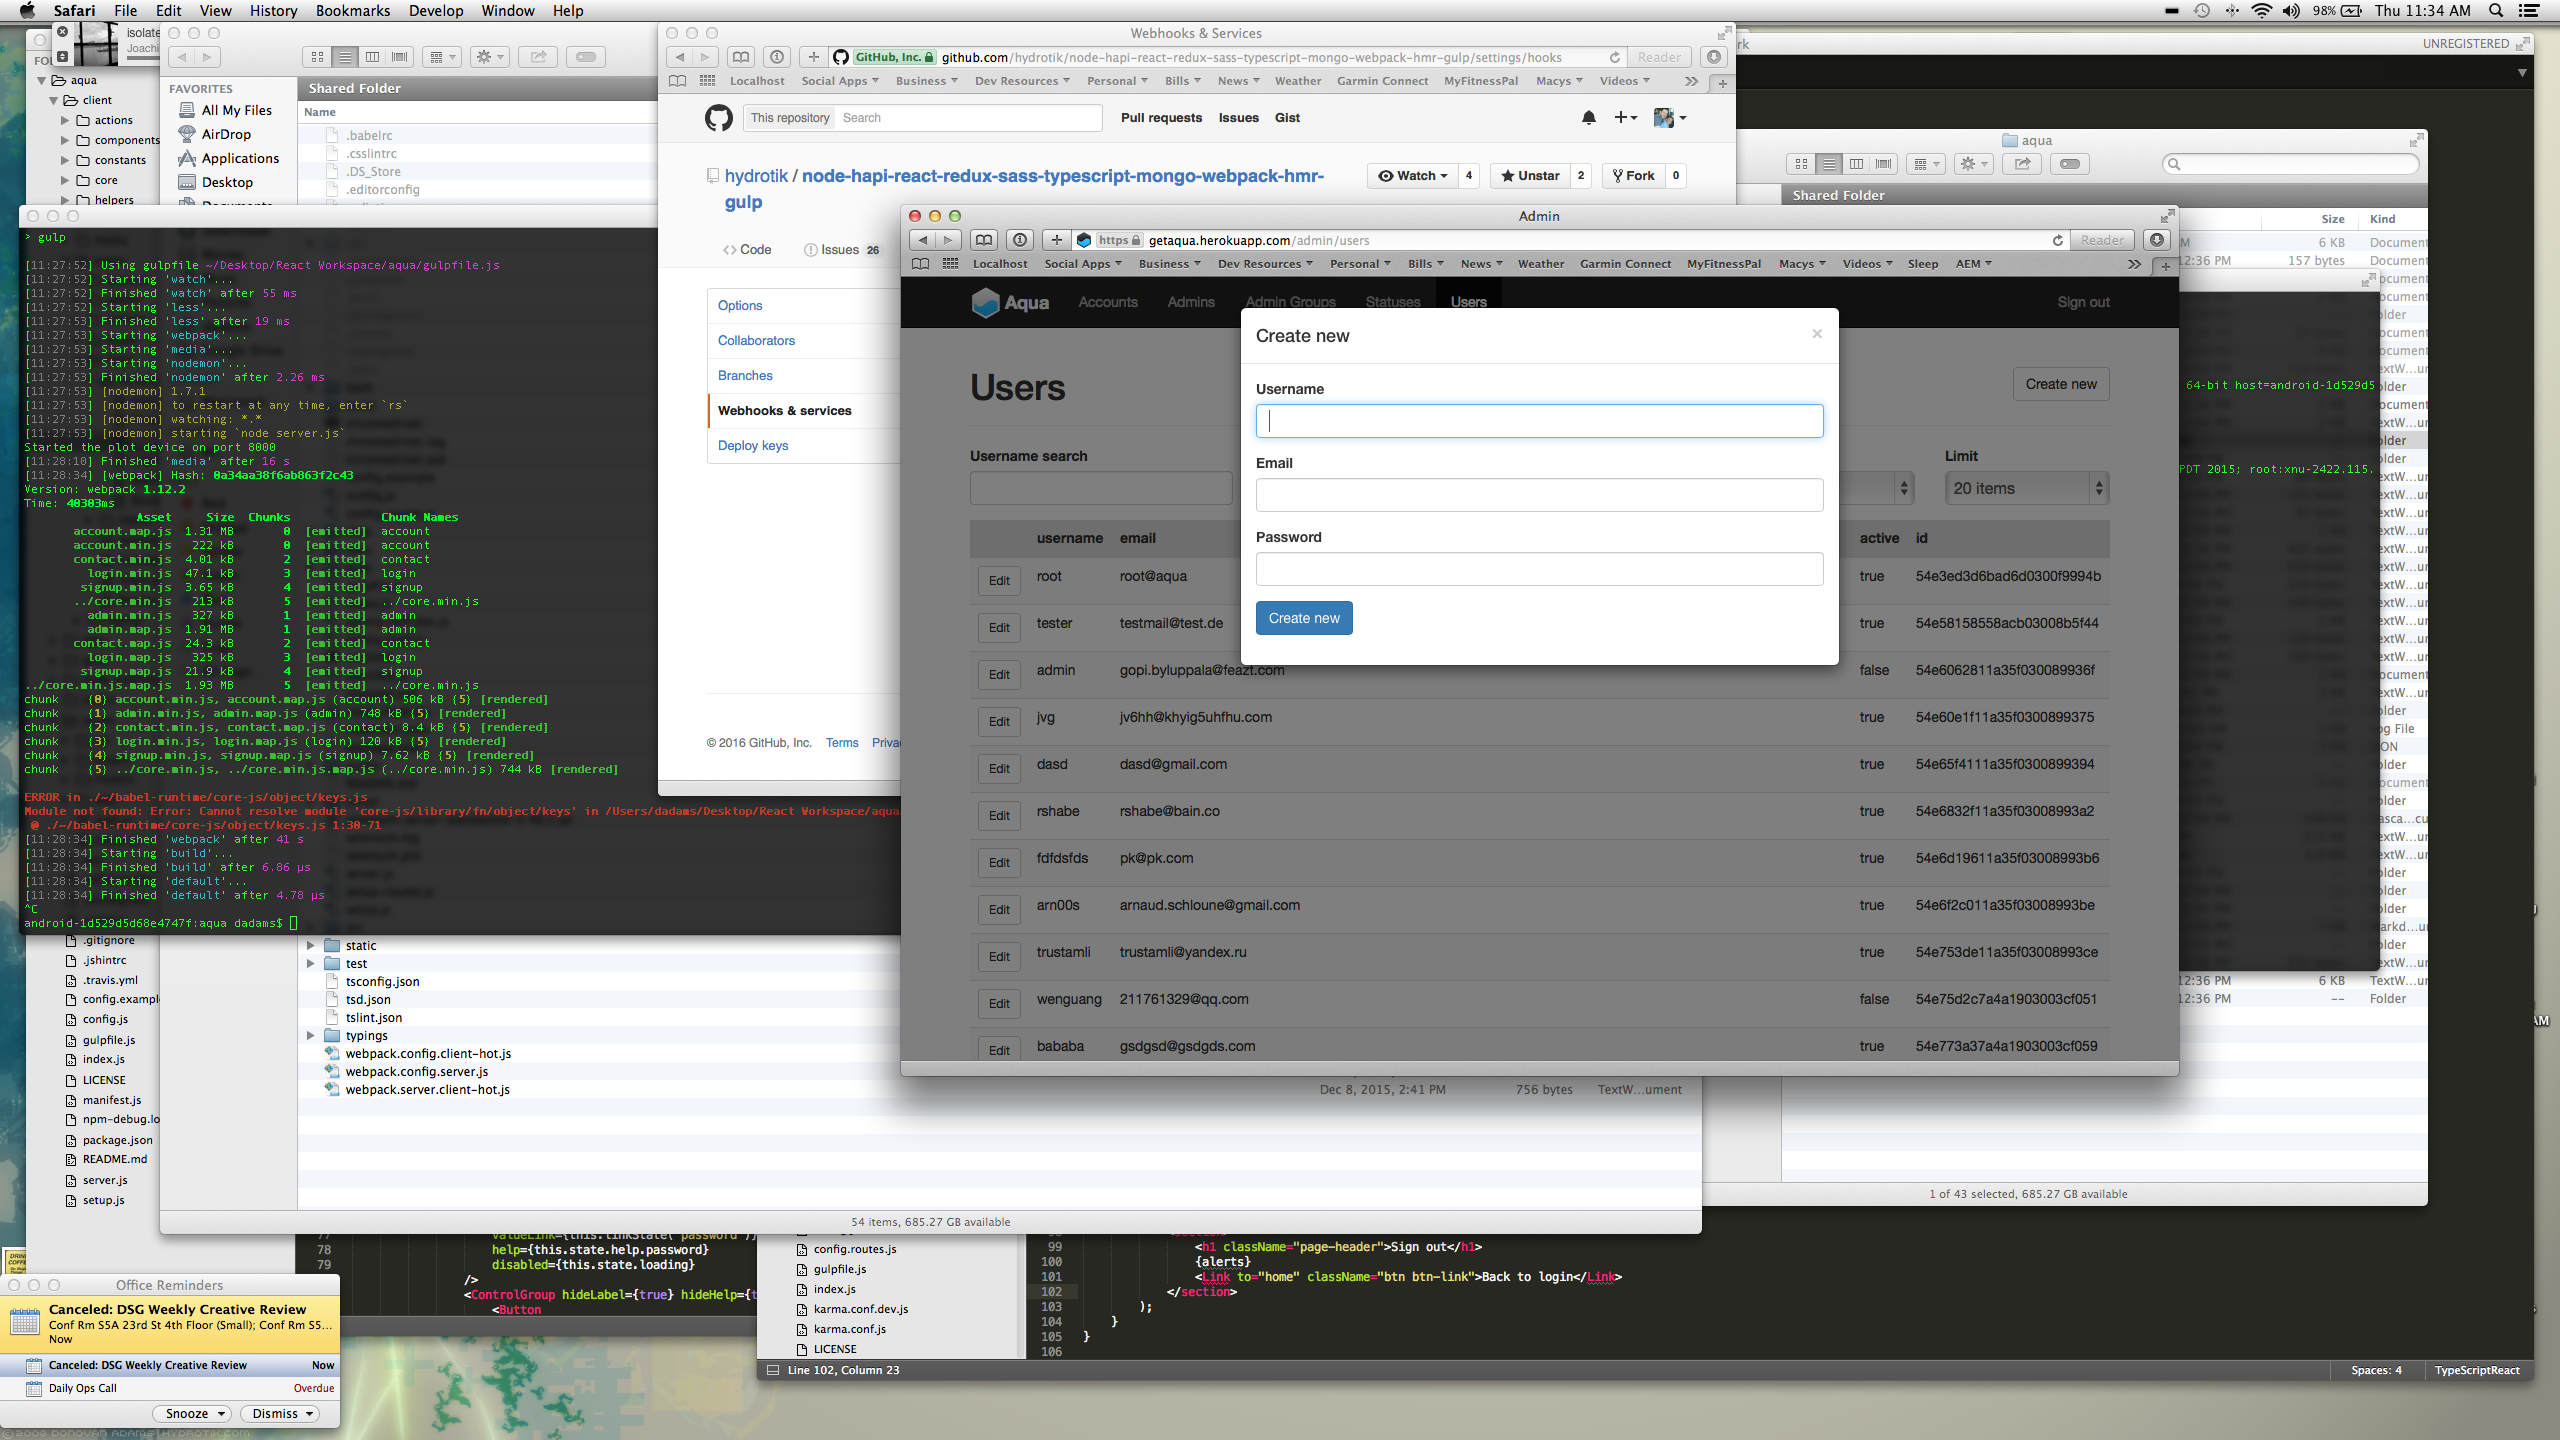 Safari File Edit View History Bookmarks Develop Window Help
98% Thu 11:34 AM
isolate
Joachi
aqua
client
actions
components
constants
core
helpers
FAVORITES
All My Files
AirDrop
Applications
Desktop
Shared Folder
Name
.babelrc
.csslintrc
.DS_Store
.editorconfig
Webhooks & Services
GitHub, Inc. github.com/hydrotik/node-hapi-react-redux-sass-typescript-mongo-webpack-hmr-gulp/settings/hooks Reader
Localhost Social Apps Business Dev Resources Personal Bills News Weather Garmin Connect MyFitnessPal Macys Videos
This repository Search Pull requests Issues Gist
hydrotik / node-hapi-react-redux-sass-typescript-mongo-webpack-hmr-
gulp
Watch 4 Unstar 2 Fork 0
Code Issues 26
Options
Collaborators
Branches
Webhooks & services
Deploy keys
© 2016 GitHub, Inc. Terms Priva
UNREGISTERED
aqua
Shared Folder
Size Kind
6 KB Document
12:36 PM 157 bytes Document
64-bit host=android-1d529d5
PDT 2015; root:xnu-2422.115.
12:36 PM 6 KB TextW...ur
12:36 PM -- Folder
1 of 43 selected, 685.27 GB available
> gulp
[11:27:52] Using gulpfile ~/Desktop/React Workspace/aqua/gulpfile.js
[11:27:52] Starting 'watch'...
[11:27:52] Finished 'watch' after 55 ms
[11:27:52] Starting 'less'...
[11:27:53] Finished 'less' after 19 ms
[11:27:53] Starting 'webpack'...
[11:27:53] Starting 'media'...
[11:27:53] Starting 'nodemon'...
[11:27:53] Finished 'nodemon' after 2.26 ms
[11:27:53] [nodemon] 1.7.1
[11:27:53] [nodemon] to restart at any time, enter `rs`
[11:27:53] [nodemon] watching: *.*
[11:27:53] [nodemon] starting `node server.js`
Started the plot device on port 8000
[11:28:10] Finished 'media' after 16 s
[11:28:34] [webpack] Hash: 0a34aa38f6ab863f2c43
Version: webpack 1.12.2
Time: 40303ms
Asset Size Chunks Chunk Names
account.map.js 1.31 MB 0 [emitted] account
account.min.js 222 kB 0 [emitted] account
contact.min.js 4.01 kB 2 [emitted] contact
login.min.js 47.1 kB 3 [emitted] login
signup.min.js 3.65 kB 4 [emitted] signup
../core.min.js 213 kB 5 [emitted] ../core.min.js
admin.min.js 327 kB 1 [emitted] admin
admin.map.js 1.91 MB 1 [emitted] admin
contact.map.js 24.3 kB 2 [emitted] contact
login.map.js 325 kB 3 [emitted] login
signup.map.js 21.9 kB 4 [emitted] signup
../core.min.js.map.js 1.93 MB 5 [emitted] ../core.min.js
chunk {0} account.min.js, account.map.js (account) 506 kB {5} [rendered]
chunk {1} admin.min.js, admin.map.js (admin) 748 kB {5} [rendered]
chunk {2} contact.min.js, contact.map.js (contact) 8.4 kB {5} [rendered]
chunk {3} login.min.js, login.map.js (login) 120 kB {5} [rendered]
chunk {4} signup.min.js, signup.map.js (signup) 7.62 kB {5} [rendered]
chunk {5} ../core.min.js, ../core.min.js.map.js (../core.min.js) 744 kB [rendered]
ERROR in ./~/babel-runtime/core-js/object/keys.js
Module not found: Error: Cannot resolve module 'core-js/library/fn/object/keys' in /Users/dadams/Desktop/React Workspace/aqua
@ ./~/babel-runtime/core-js/object/keys.js 1:30-71
[11:28:34] Finished 'webpack' after 41 s
[11:28:34] Starting 'build'...
[11:28:34] Finished 'build' after 6.86 μs
[11:28:34] Starting 'default'...
[11:28:34] Finished 'default' after 4.78 μs
^C
android-1d529d5d68e4747f:aqua dadams$
Admin
https getaqua.herokuapp.com/admin/users Reader
Localhost Social Apps Business Dev Resources Personal Bills News Weather Garmin Connect MyFitnessPal Macys Videos Sleep AEM
Aqua Accounts Admins Admin Groups Statuses Users Sign out
Users
Create new
Username search
Limit
20 items
Create new ×
Username
Email
Password
Create new
username email active id
Edit root root@aqua true 54e3ed3d6bad6d0300f9994b
Edit tester testmail@test.de true 54e58158558acb03008b5f44
Edit admin gopi.byluppala@feazt.com false 54e6062811a35f030089936f
Edit jvg jv6hh@khyig5uhfhu.com true 54e60e1f11a35f0300899375
Edit dasd dasd@gmail.com true 54e65f4111a35f0300899394
Edit rshabe rshabe@bain.co true 54e6832f11a35f03008993a2
Edit fdfdsfds pk@pk.com true 54e6d19611a35f03008993b6
Edit arn00s arnaud.schloune@gmail.com true 54e6f2c011a35f03008993be
Edit trustamli trustamli@yandex.ru true 54e753de11a35f03008993ce
Edit wenguang 211761329@qq.com false 54e75d2c7a4a1903003cf051
Edit bababa gsdgsd@gsdgds.com true 54e773a37a4a1903003cf059
.gitignore
.jshintrc
.travis.yml
config.exampl
config.js
gulpfile.js
index.js
LICENSE
manifest.js
npm-debug.lo
package.json
README.md
server.js
setup.js
static
test
tsconfig.json
tsd.json
tslint.json
typings
webpack.config.client-hot.js
webpack.config.server.js
webpack.server.client-hot.js Dec 8, 2015, 2:41 PM 756 bytes TextW...ument
54 items, 685.27 GB available
77 valueLink={this.linkState('password')}
78 help={this.state.help.password}
79 disabled={this.state.loading}
/>
<ControlGroup hideLabel={true} hideHelp={t
<Button
config.routes.js
gulpfile.js
index.js
karma.conf.dev.js
karma.conf.js
LICENSE
99 <h1 className="page-header">Sign out</h1>
100 {alerts}
101 <Link to="home" className="btn btn-link">Back to login</Link>
102 </section>
103 );
104 }
105 }
106
Line 102, Column 23 Spaces: 4 TypeScriptReact
Office Reminders
Canceled: DSG Weekly Creative Review
Conf Rm S5A 23rd St 4th Floor (Small); Conf Rm S5...
Now
Canceled: DSG Weekly Creative Review Now
Daily Ops Call Overdue
Snooze Dismiss
©2008 DONOVAN ADAMS|HYDROTIK.COM